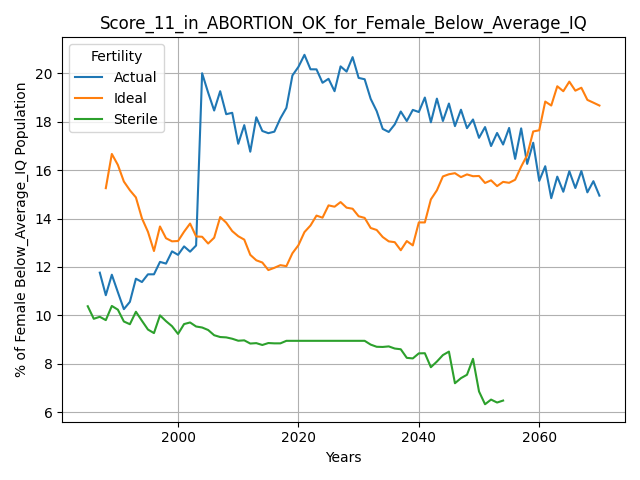 Score_11_in_ABORTION_OK_for_Female_Below_Average_IQ
Fertility
Actual
Ideal
Sterile
% of Female Below_Average_IQ Population
20
18
16
14
12
10
8
6
2000
2020
2040
2060
Years